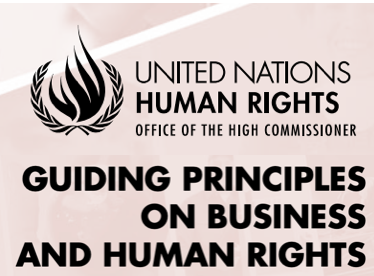 UNITED NATIONS
HUMAN RIGHTS
OFFICE OF THE HIGH COMMISSIONER
GUIDING PRINCIPLES
ON BUSINESS
AND HUMAN RIGHTS